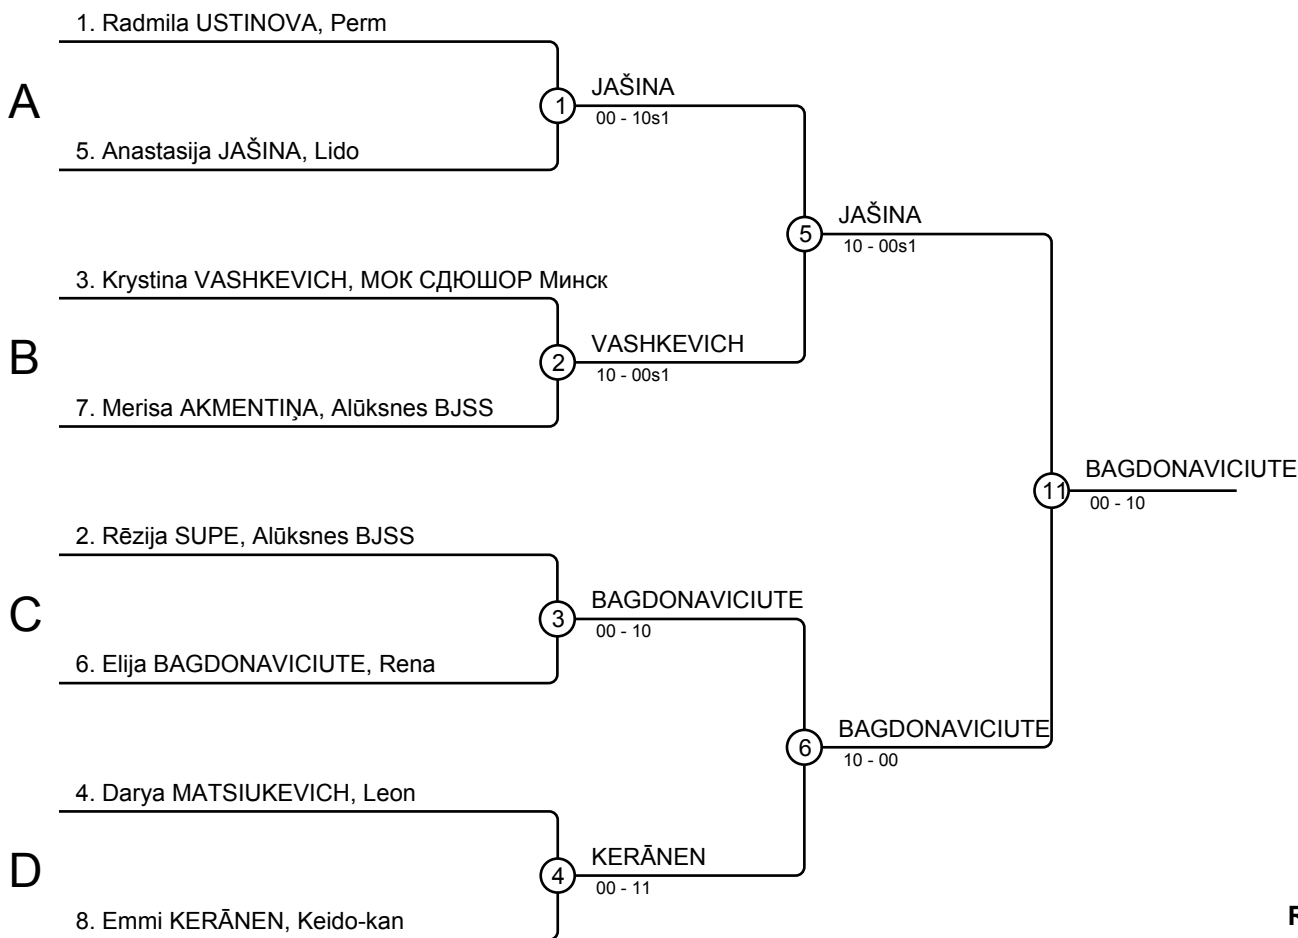 1. Radmila USTINOVA, Perm
A
1
JAŠINA
00 - 10s1
5. Anastasija JAŠINA, Lido
5
JAŠINA
10 - 00s1
3. Krystina VASHKEVICH, МОК СДЮШОР Минск
B
2
VASHKEVICH
10 - 00s1
7. Merisa AKMENTIŅA, Alūksnes BJSS
11
BAGDONAVICIUTE
00 - 10
2. Rēzija SUPE, Alūksnes BJSS
C
3
BAGDONAVICIUTE
00 - 10
6. Elija BAGDONAVICIUTE, Rena
6
BAGDONAVICIUTE
10 - 00
4. Darya MATSIUKEVICH, Leon
D
4
KERĀNEN
00 - 11
8. Emmi KERĀNEN, Keido-kan